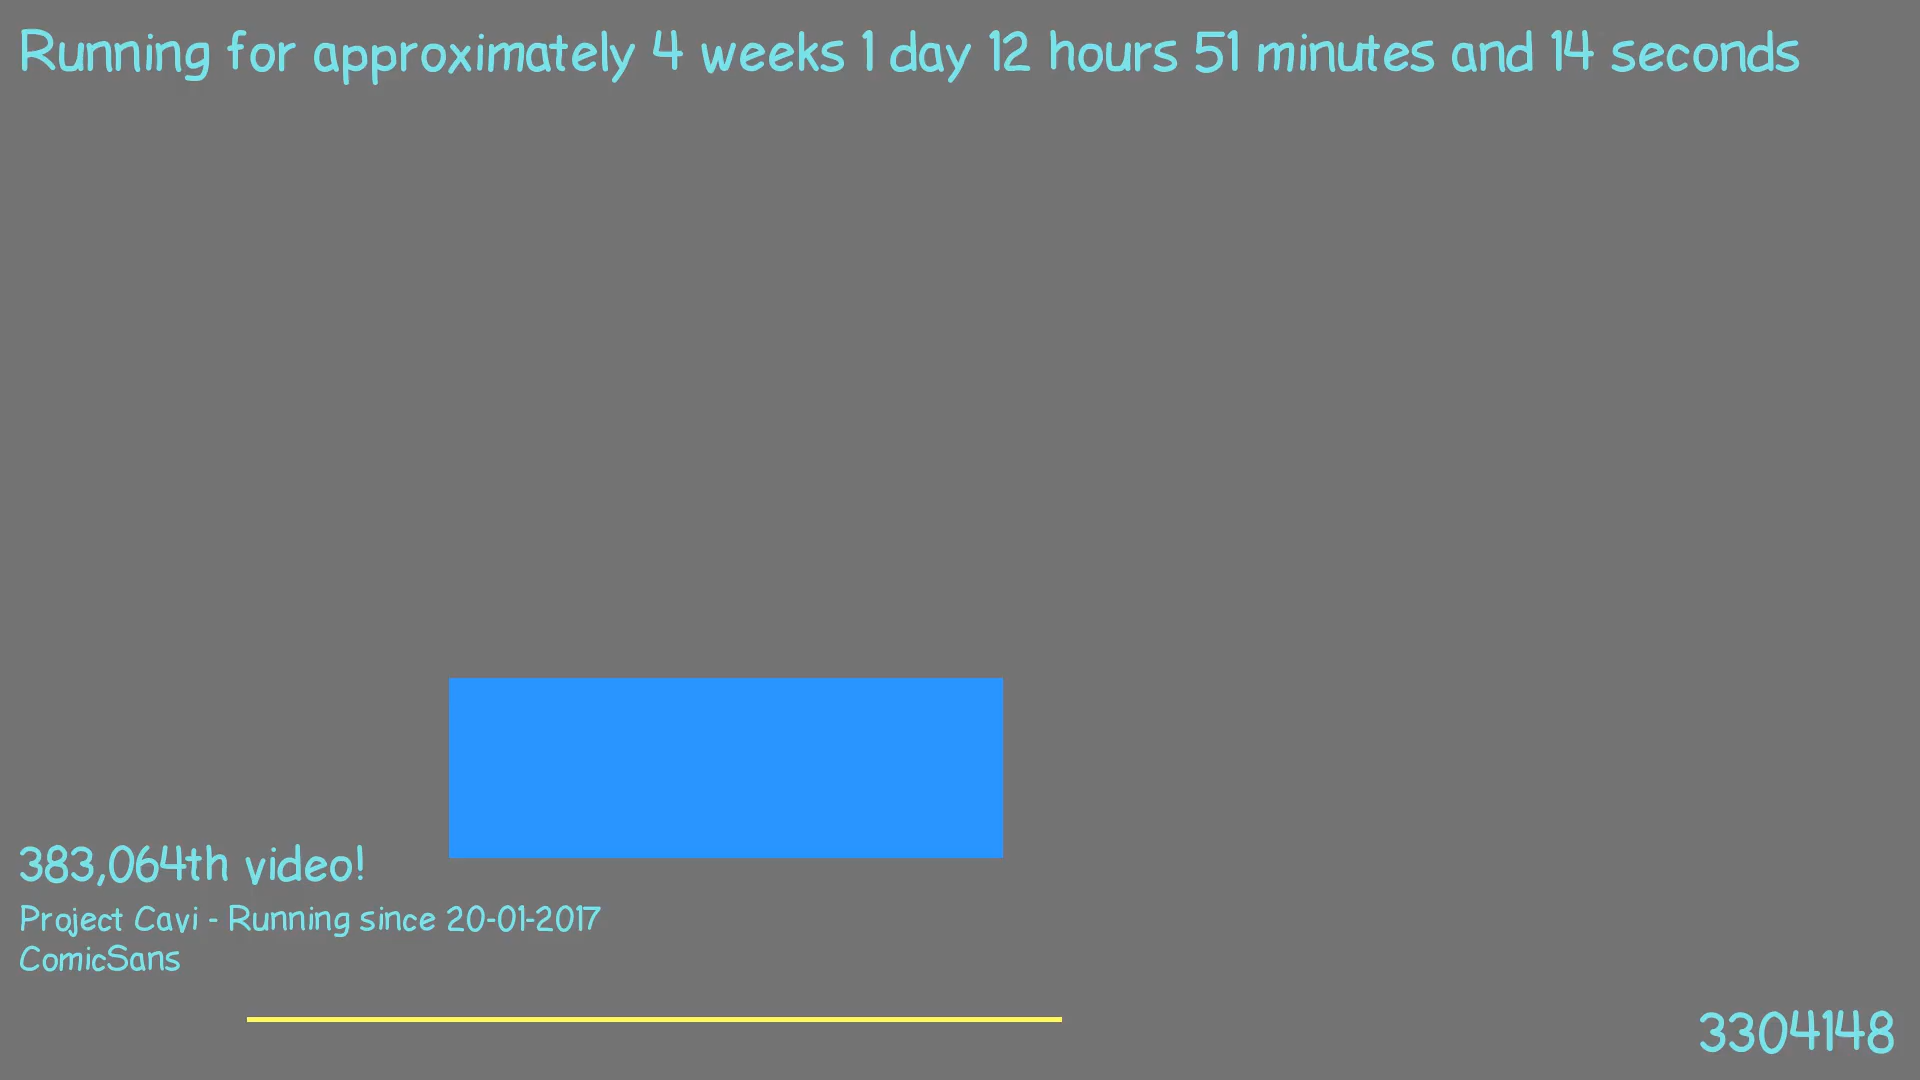 Running for approximately 4 weeks 1 day 12 hours 51 minutes and 14 seconds
383,064th video!
Project Cavi - Running since 20-01-2017
ComicSans
3304148